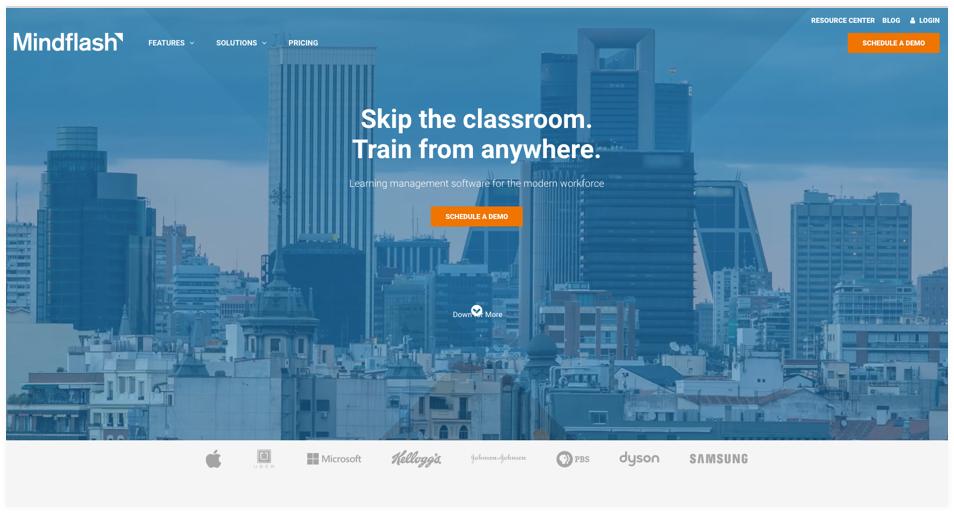 RESOURCE CENTER BLOG LOGIN
Mindflash FEATURES SOLUTIONS PRICING SCHEDULE A DEMO
Skip the classroom.
Train from anywhere.
Learning management software for the modern workforce
SCHEDULE A DEMO
Down More
UBER Microsoft Kellogg's Johnson & Johnson PBS dyson SAMSUNG